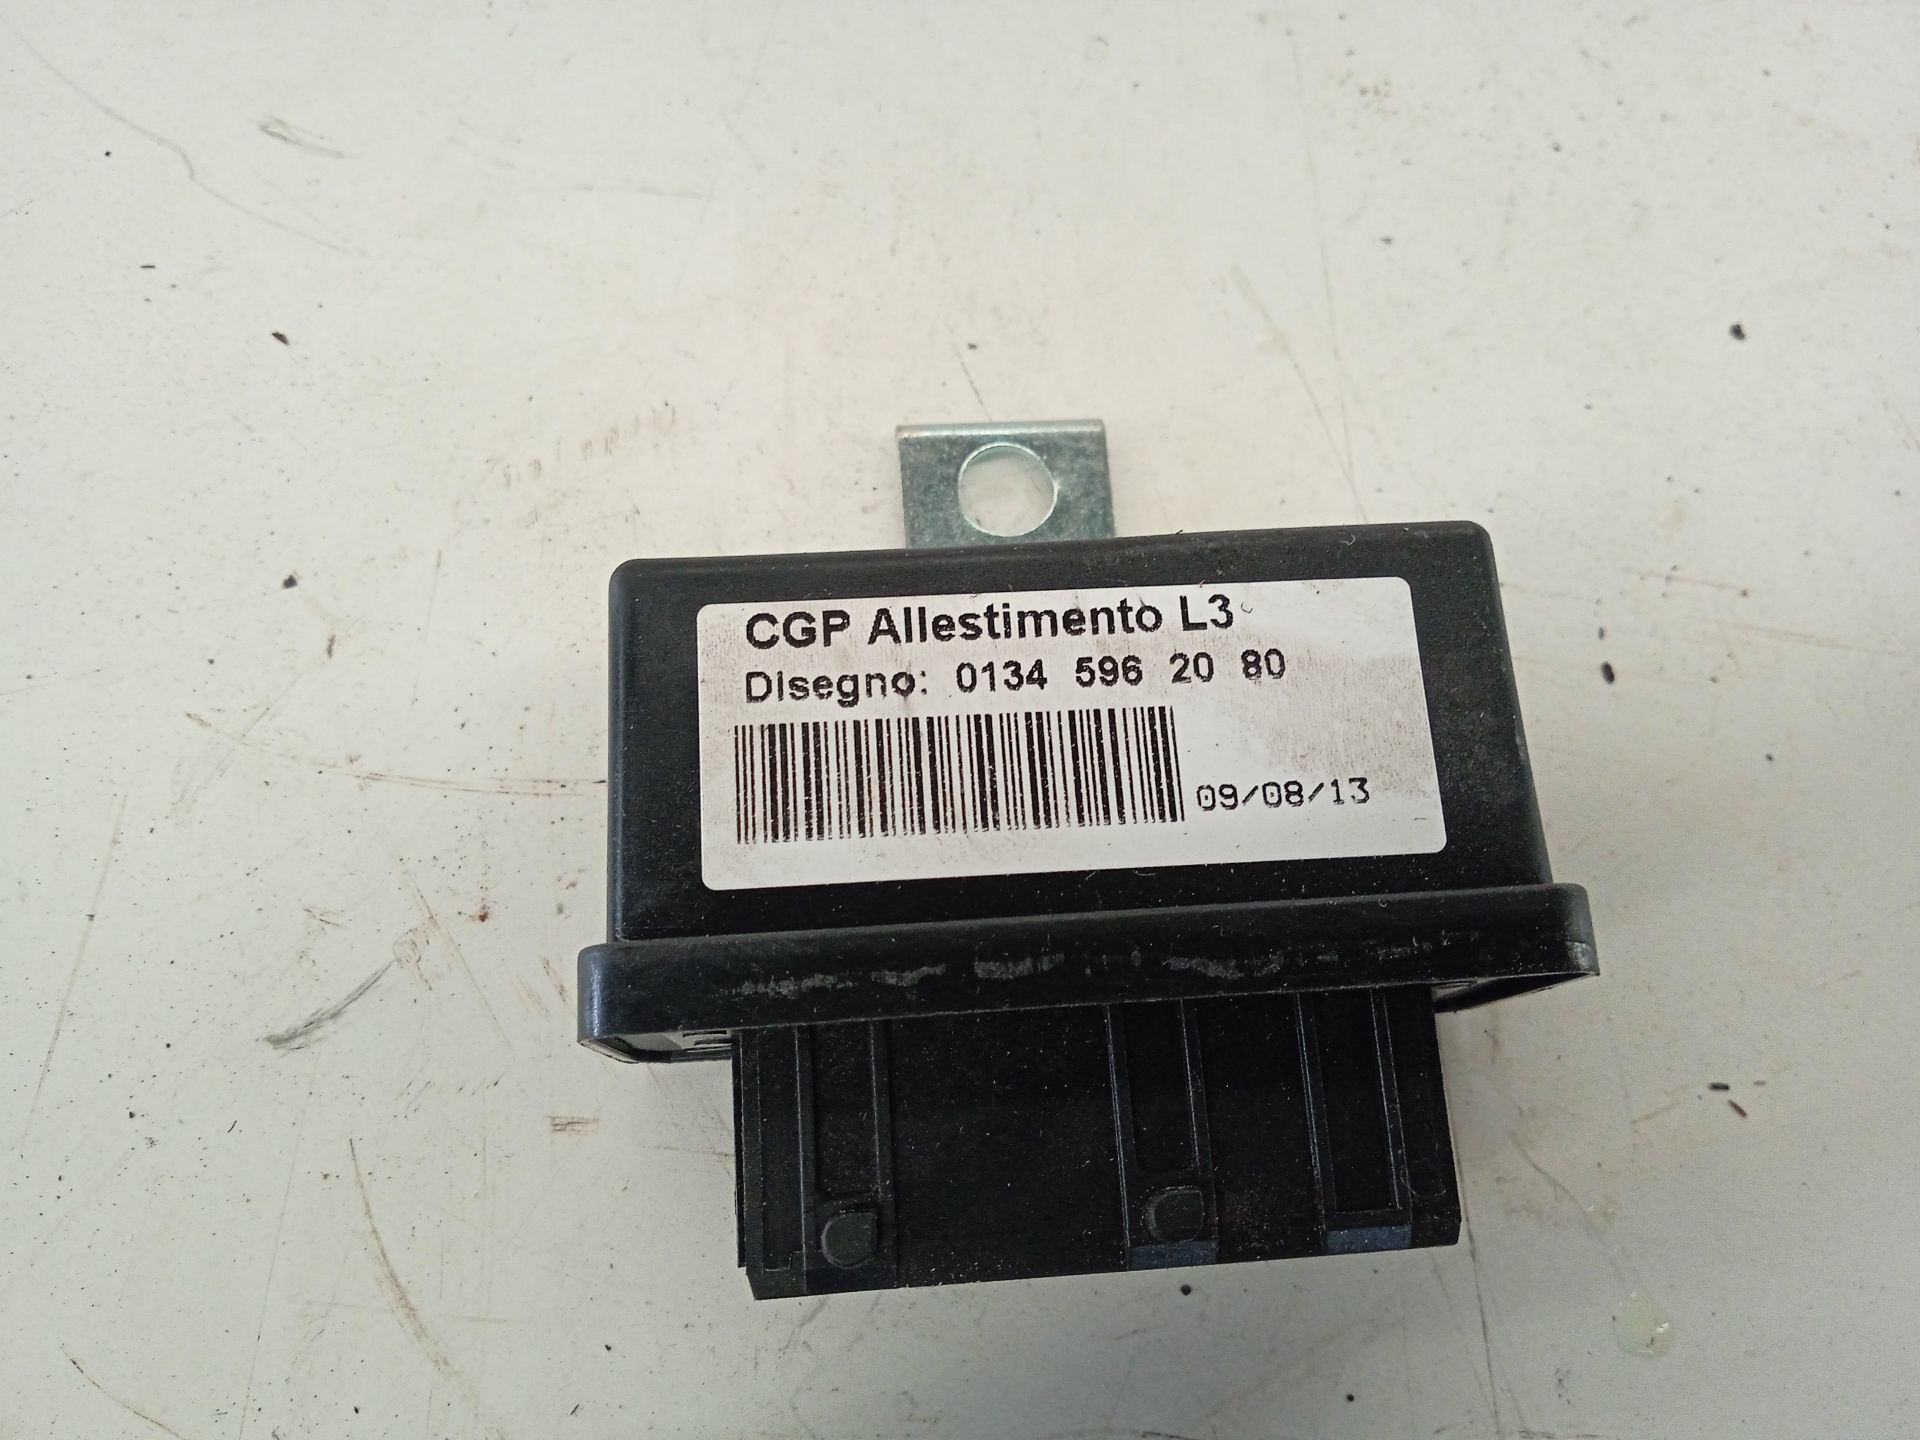 CGP Allestimento L3
Disegno: 0134 596 20 80
09/08/13